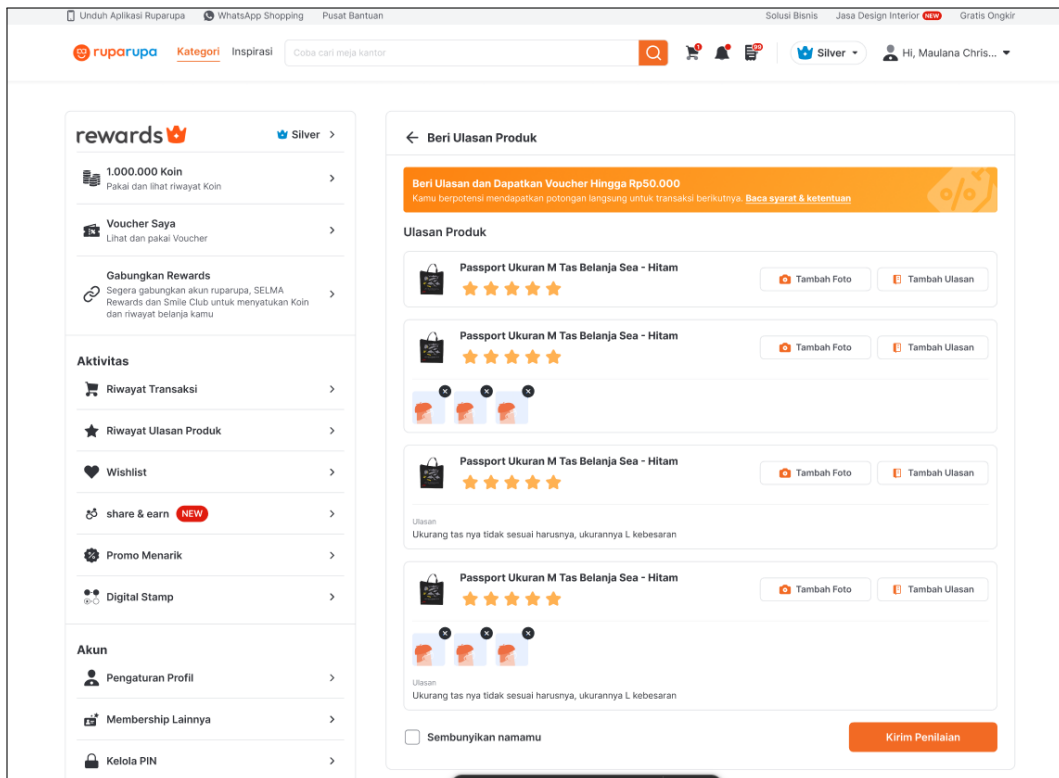 Unduh Aplikasi Ruparupa WhatsApp Shopping Pusat Bantuan Solusi Bisnis Jasa Design Interior NEW Gratis Ongkir
ruparupa Kategori Inspirasi Coba cari meja kantor 1 99 Silver Hi, Maulana Chris...
rewards Silver
1.000.000 Koin
Pakai dan lihat riwayat Koin
Voucher Saya
Lihat dan pakai Voucher
Gabungkan Rewards
Segera gabungkan akun ruparupa, SELMA
Rewards dan Smile Club untuk menyatukan Koin
dan riwayat belanja kamu
Aktivitas
Riwayat Transaksi
Riwayat Ulasan Produk
Wishlist
share & earn NEW
Promo Menarik
Digital Stamp
Akun
Pengaturan Profil
Membership Lainnya
Kelola PIN
Beri Ulasan Produk
Beri Ulasan dan Dapatkan Voucher Hingga Rp50.000
Kamu berpotensi mendapatkan potongan langsung untuk transaksi berikutnya. Baca syarat & ketentuan
Ulasan Produk
Passport Ukuran M Tas Belanja Sea - Hitam
Tambah Foto Tambah Ulasan
Passport Ukuran M Tas Belanja Sea - Hitam
Tambah Foto Tambah Ulasan
Passport Ukuran M Tas Belanja Sea - Hitam
Tambah Foto Tambah Ulasan
Ulasan
Ukurang tas nya tidak sesuai harusnya, ukurannya L kebesaran
Passport Ukuran M Tas Belanja Sea - Hitam
Tambah Foto Tambah Ulasan
Ulasan
Ukurang tas nya tidak sesuai harusnya, ukurannya L kebesaran
Sembunyikan namamu Kirim Penilaian